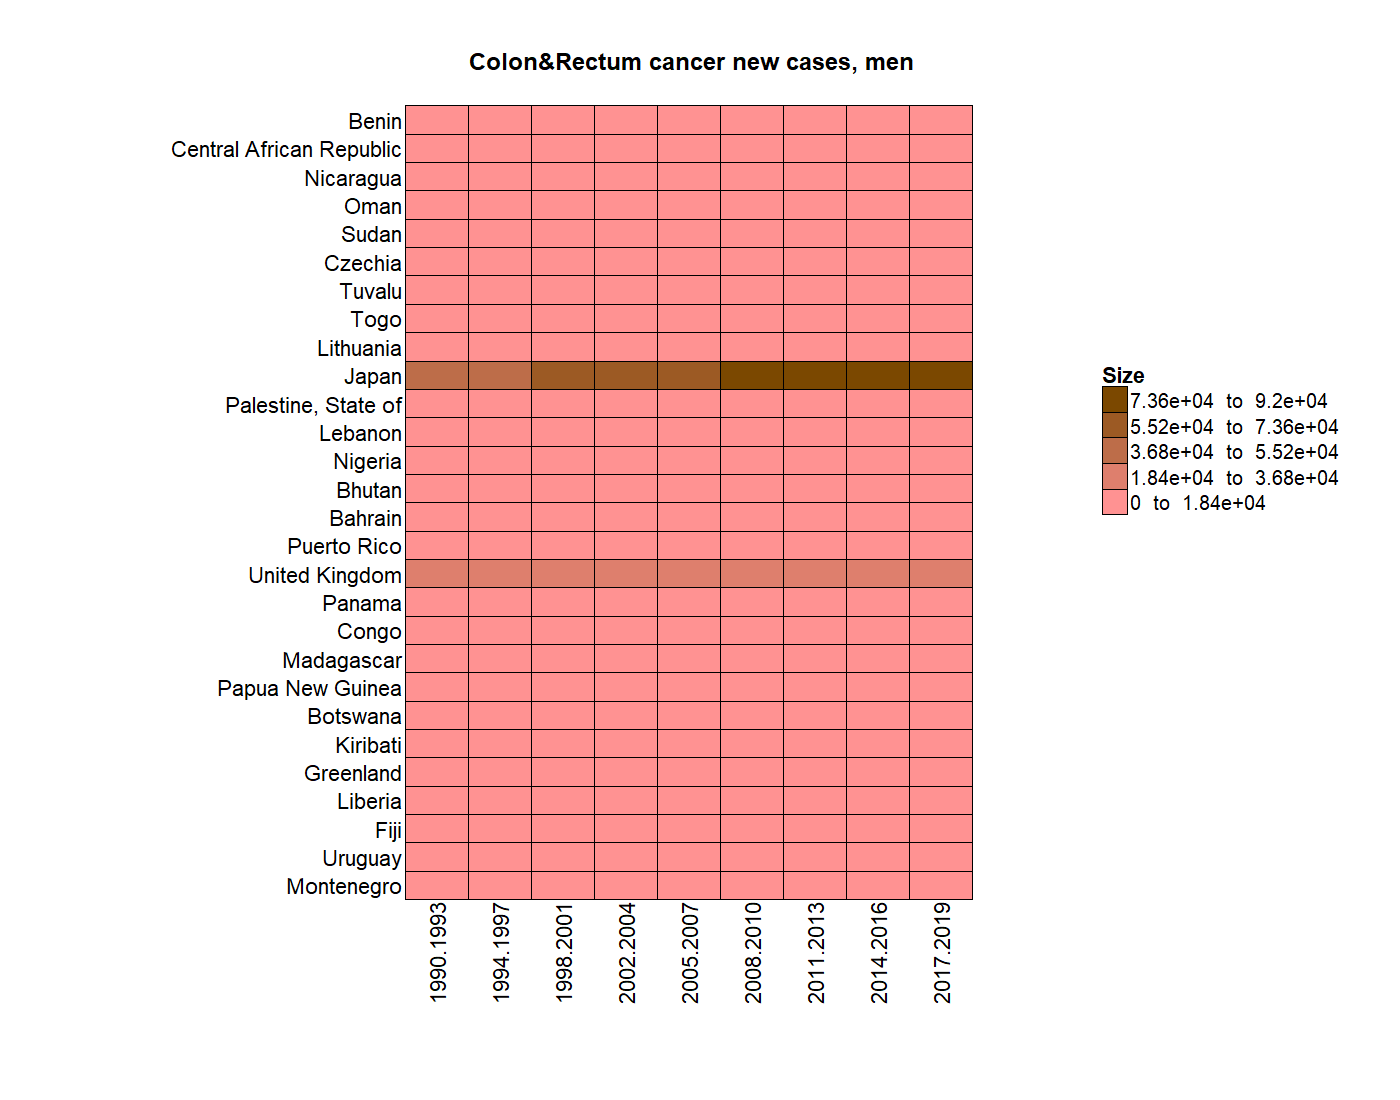 Colon&Rectum cancer new cases, men
Benin
Central African Republic
Nicaragua
Oman
Sudan
Czechia
Tuvalu
Togo
Lithuania
Japan
Palestine, State of
Lebanon
Nigeria
Bhutan
Bahrain
Puerto Rico
United Kingdom
Panama
Congo
Madagascar
Papua New Guinea
Botswana
Kiribati
Greenland
Liberia
Fiji
Uruguay
Montenegro
1990.1993
1994.1997
1998.2001
2002.2004
2005.2007
2008.2010
2011.2013
2014.2016
2017.2019
Size
7.36e+04 to 9.2e+04
5.52e+04 to 7.36e+04
3.68e+04 to 5.52e+04
1.84e+04 to 3.68e+04
0 to 1.84e+04